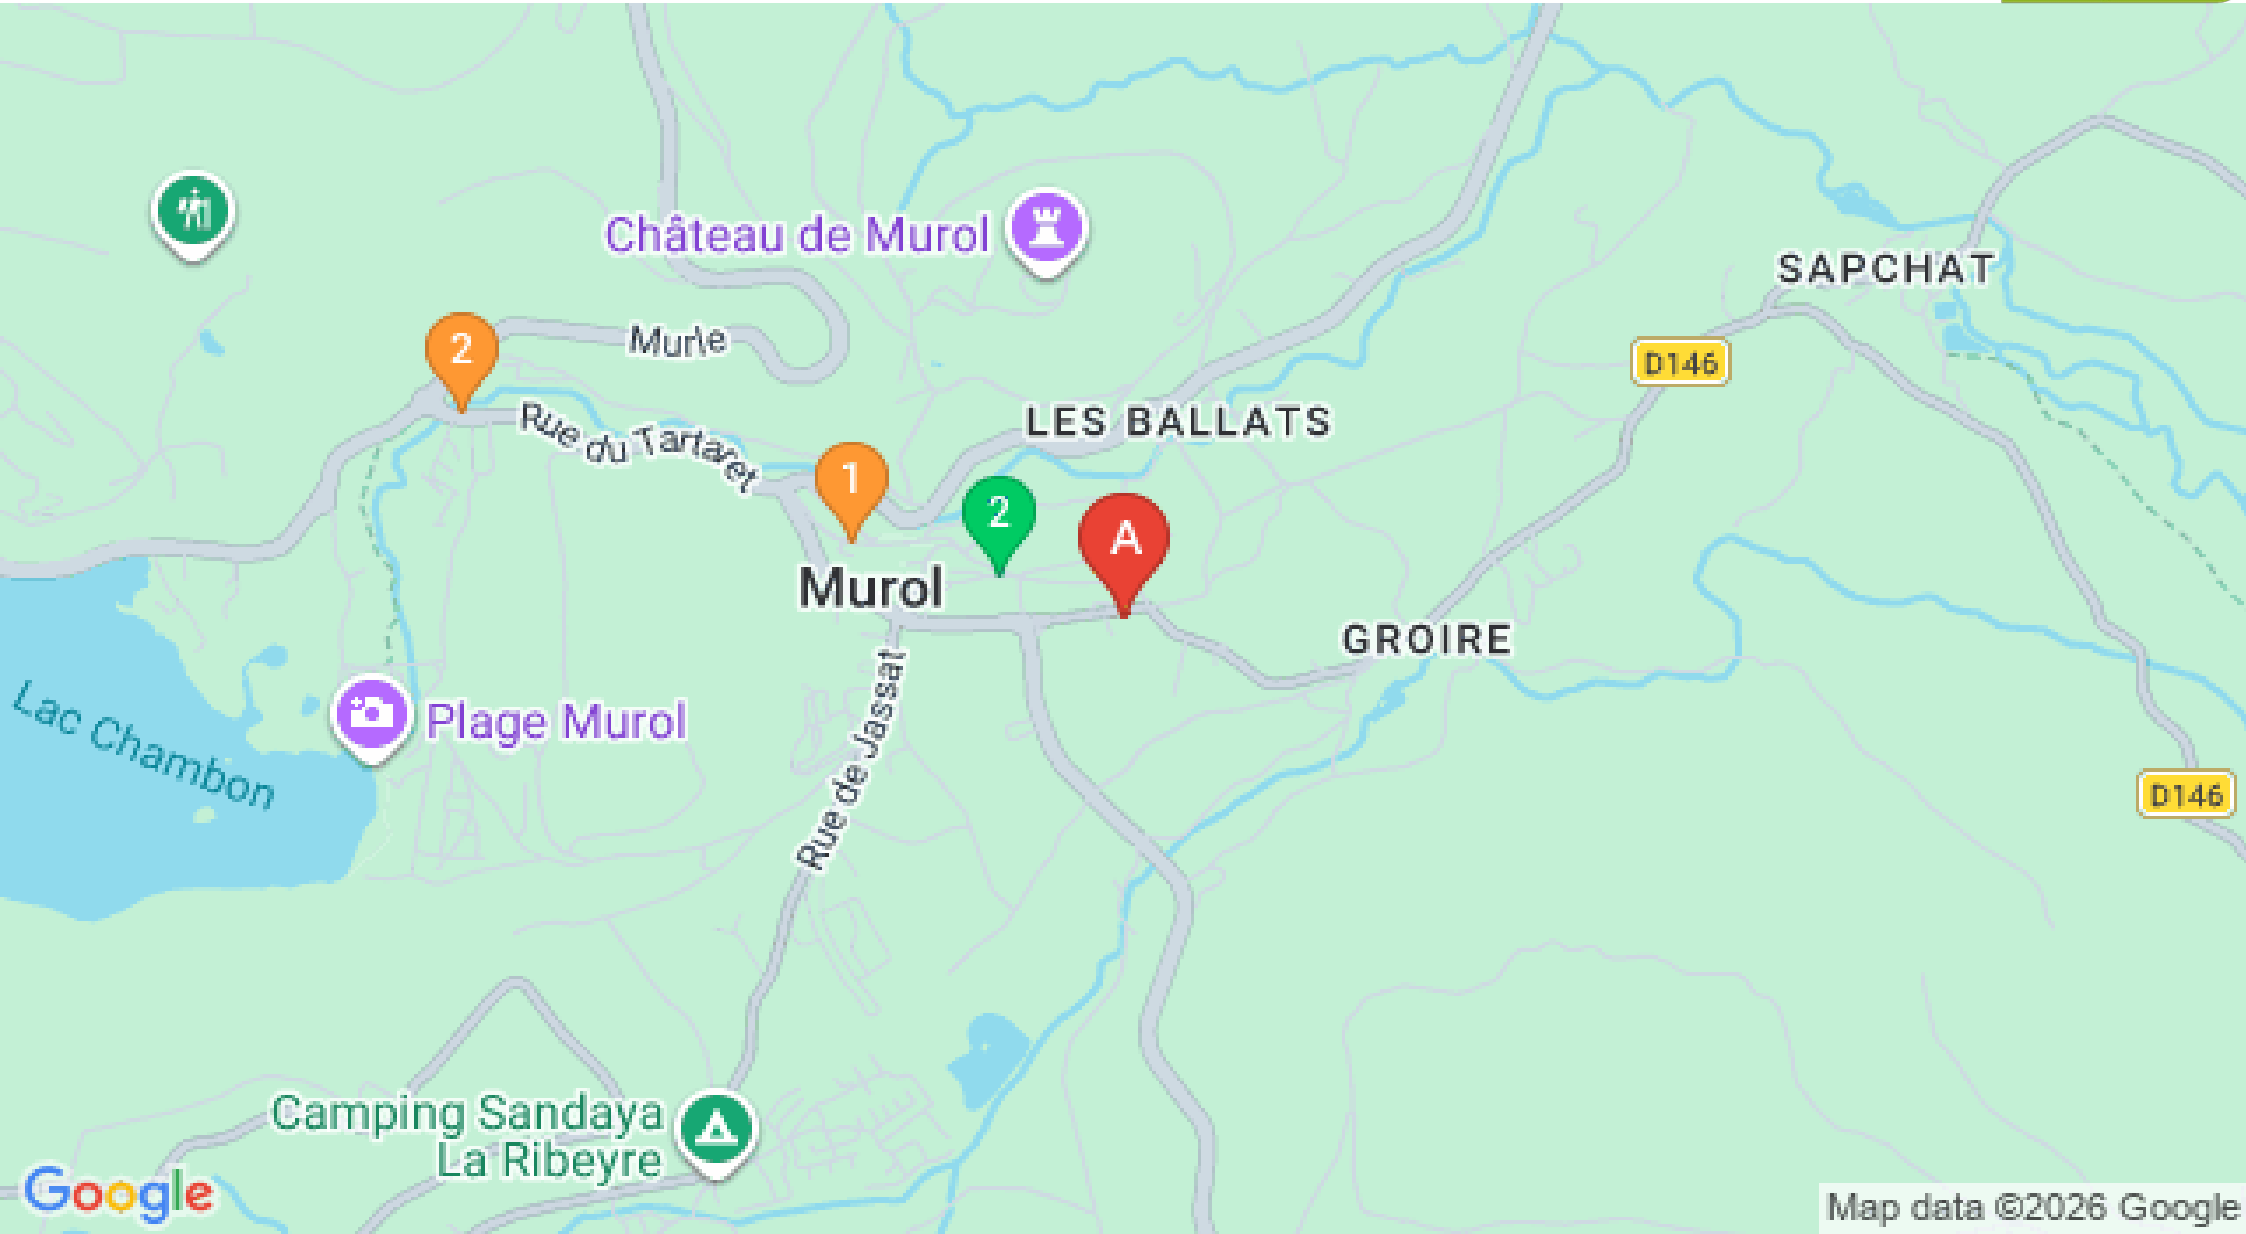 Château de Murol
SAPCHAT
2
Murle
D146
Rue du Tartaret
LES BALLATS
1
2
A
Murol
GROIRE
Lac Chambon
Plage Murol
Rue de Jassat
D146
Camping Sandaya
La Ribeyre
Google
Map data ©2026 Google